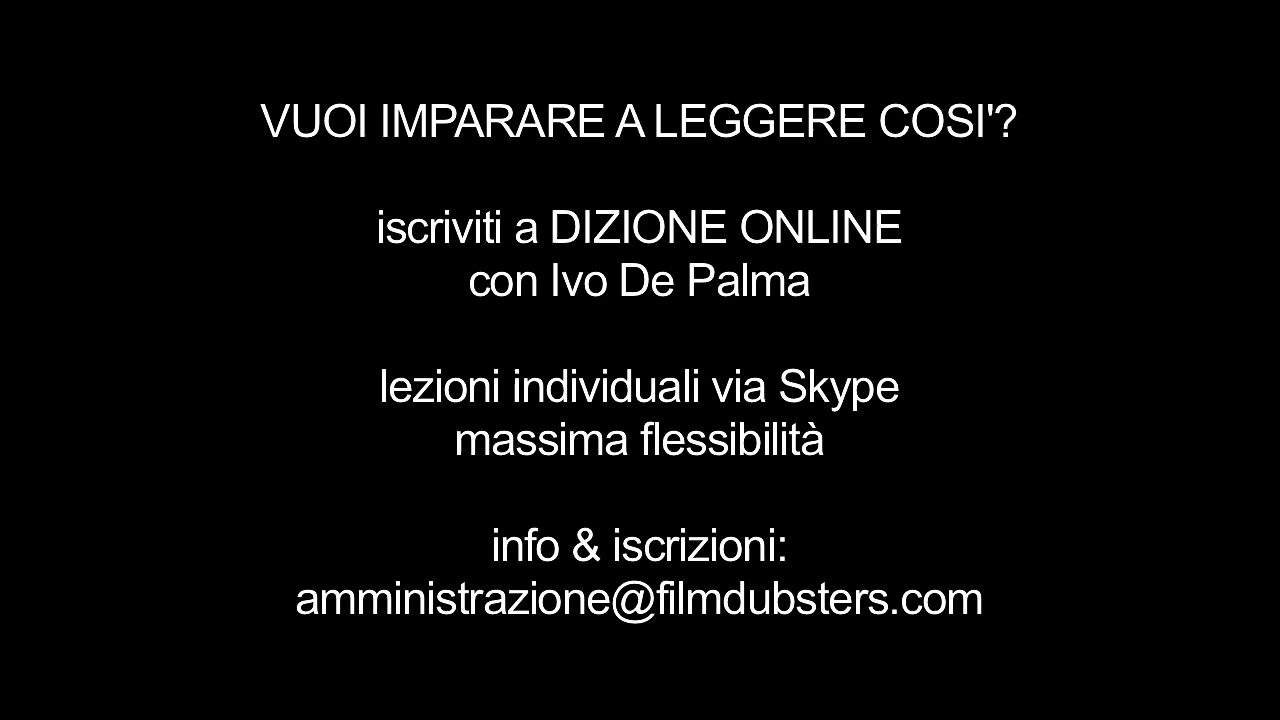 VUOI IMPARARE A LEGGERE COSI'?
iscriviti a DIZIONE ONLINE
con Ivo De Palma
lezioni individuali via Skype
massima flessibilità
info & iscrizioni:
amministrazione@filmdubsters.com